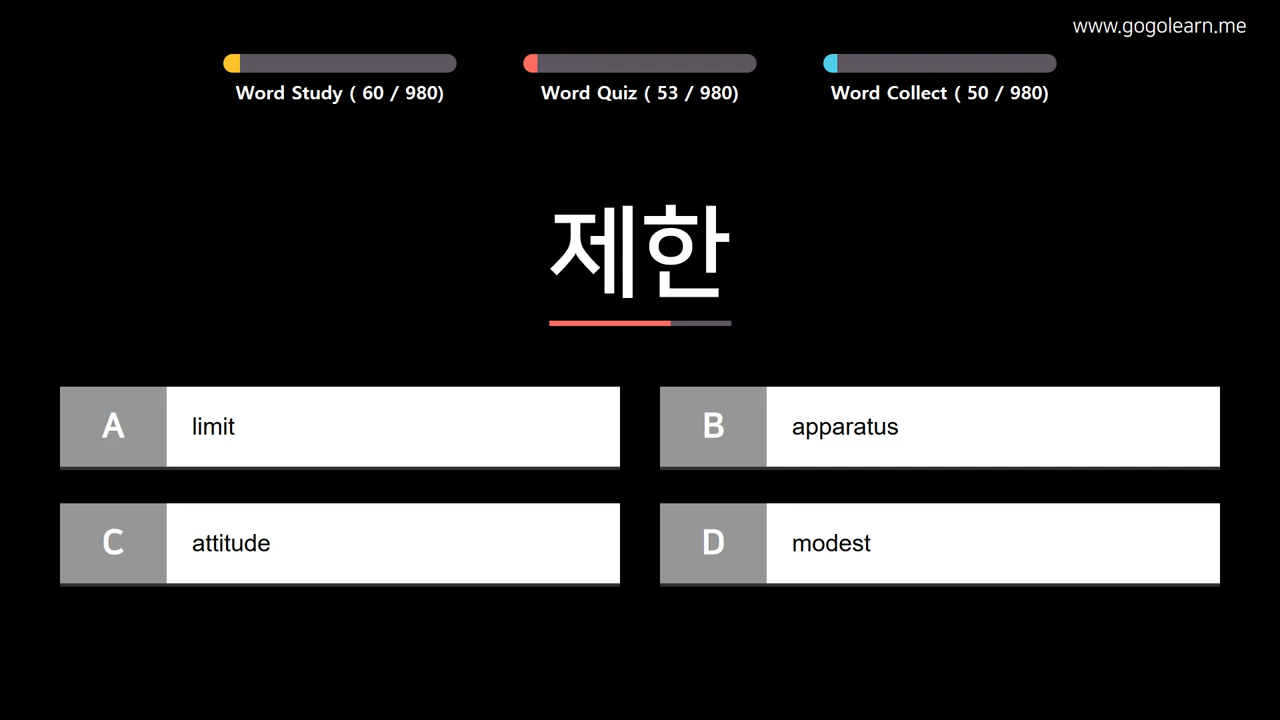 www.gogolearn.me
Word Study ( 60 / 980)
Word Quiz ( 53 / 980)
Word Collect ( 50 / 980)
제한
A limit
B apparatus
C attitude
D modest